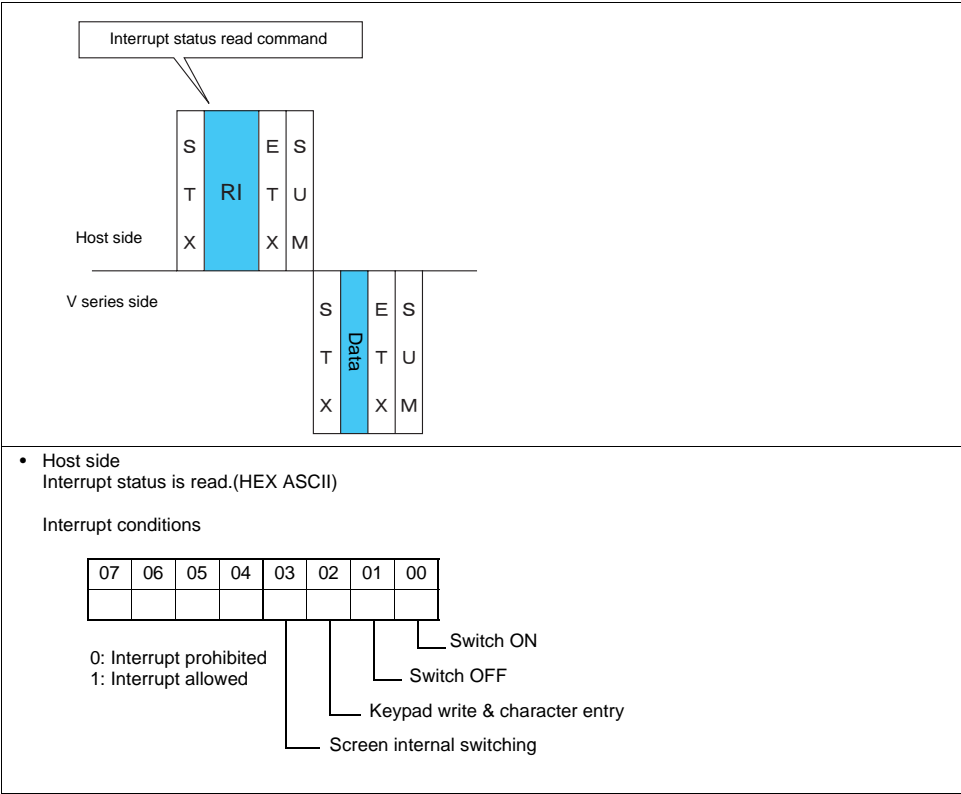 Interrupt status read command
S T X
RI
E T X
S U M
Host side
V series side
S T X
Data
E T X
S U M
• Host side
Interrupt status is read.(HEX ASCII)
Interrupt conditions
07 06 05 04 03 02 01 00
Switch ON
0: Interrupt prohibited
1: Interrupt allowed
Switch OFF
Keypad write & character entry
Screen internal switching